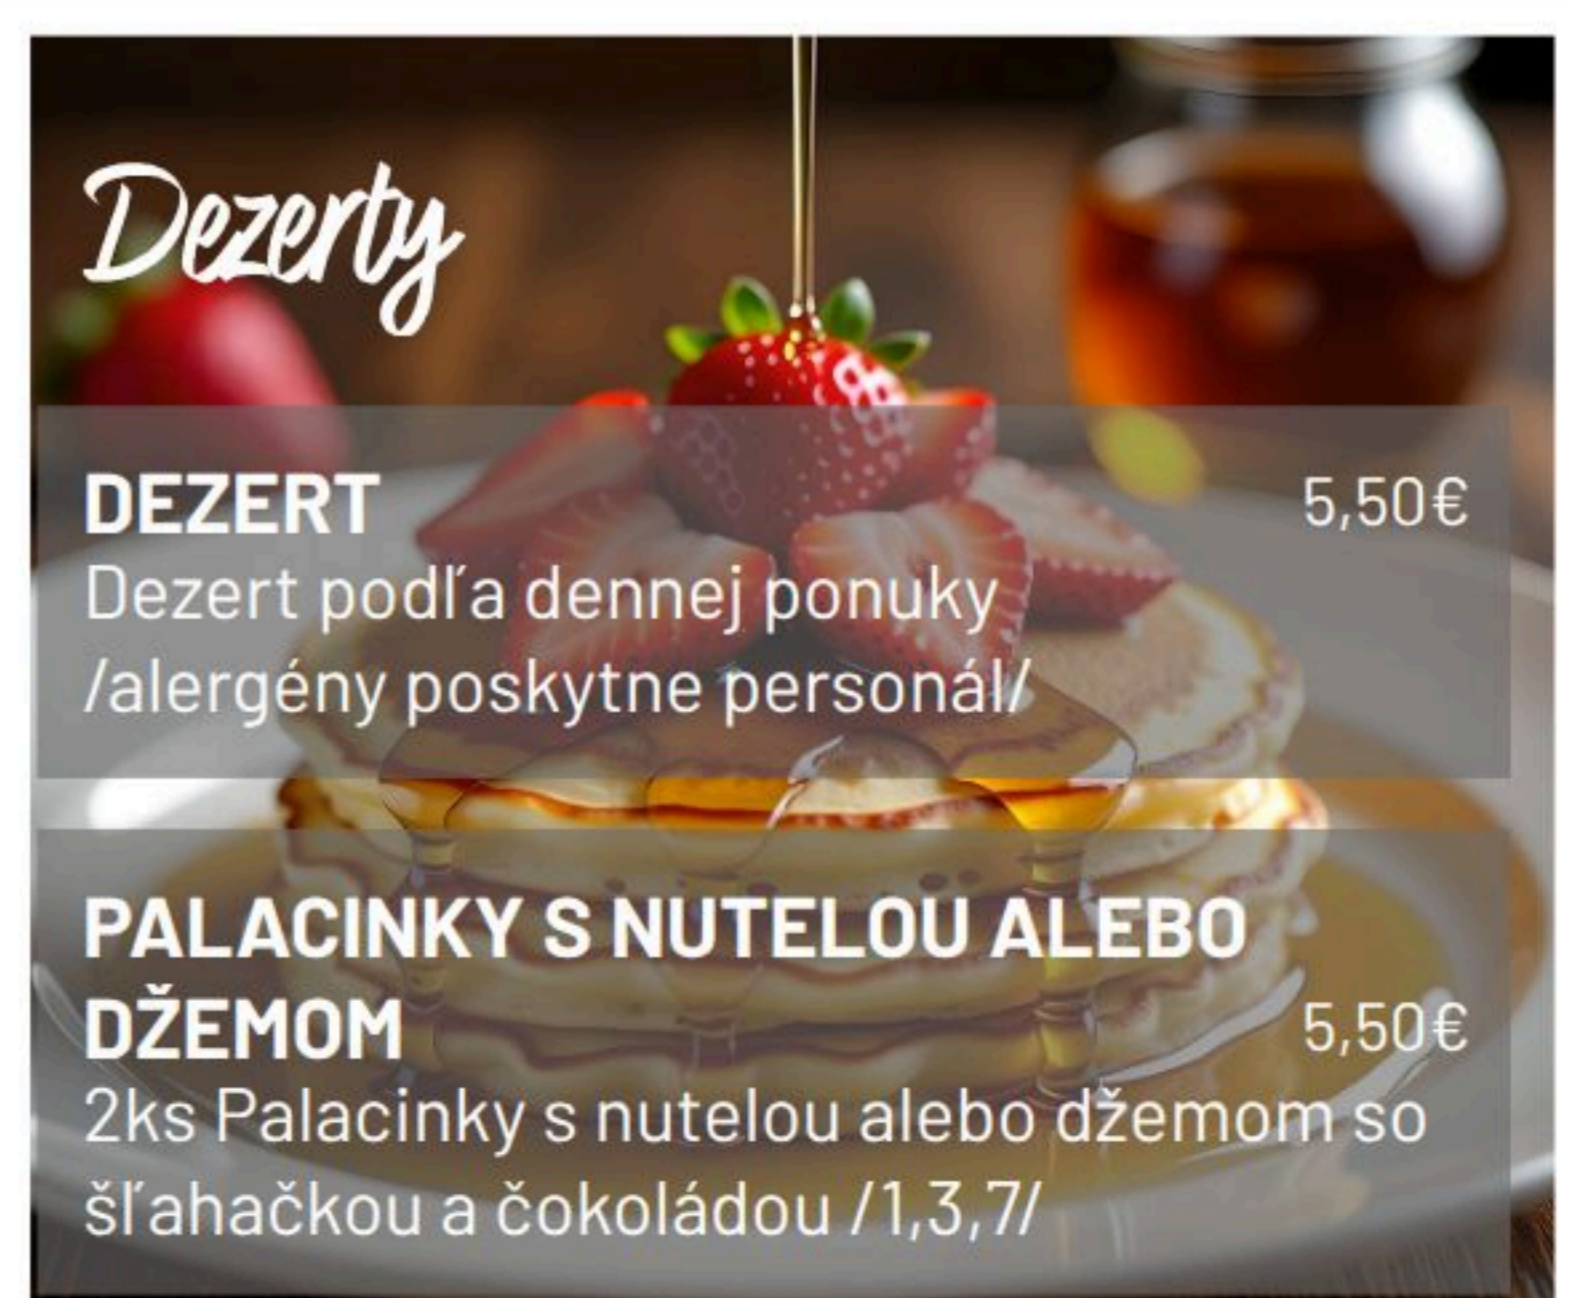 Dezerty
DEZERT 5,50€
Dezert podľa dennej ponuky
/alergény poskytne personál/
PALACINKY S NUTELOU ALEBO
DŽEMOM 5,50€
2ks Palacinky s nutelou alebo džemom so
šľahačkou a čokoládou /1,3,7/